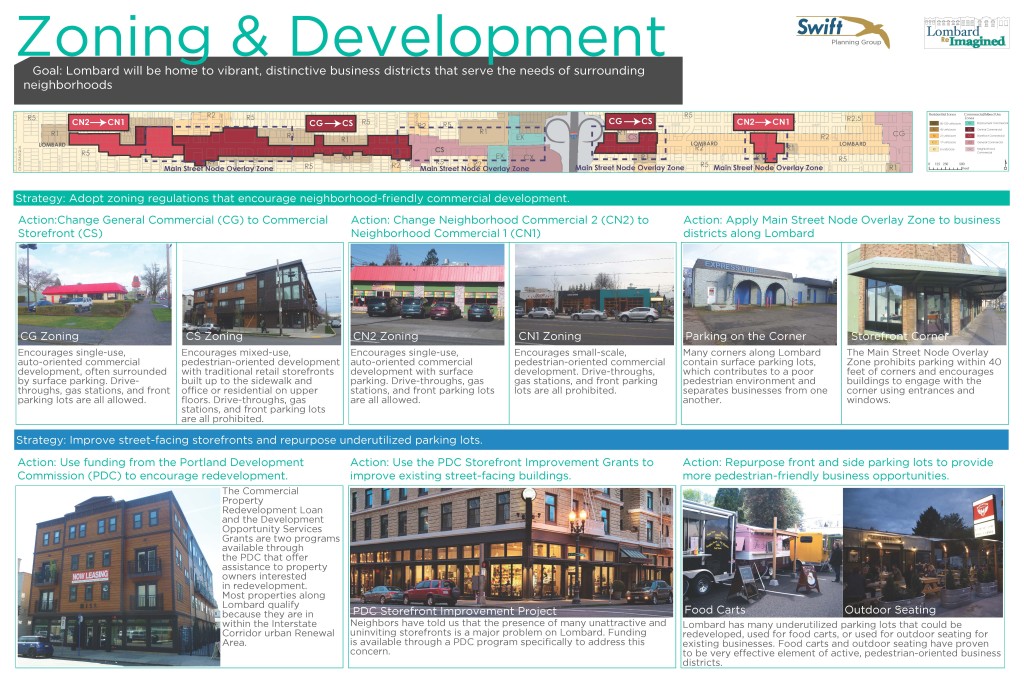 Zoning & Development
Swift
Planning Group
Lombard
Imagined
Goal: Lombard will be home to vibrant, distinctive business districts that serve the needs of surrounding
neighborhoods
CN2→CN1
CG→CS
CG→CS
CN2→CN1
R5
R1
LOMBARD
R5
R2
R1
R5
R5
CS
EX
LOMBARD
R5
R2
R2.5
LOMBARD
CG
R1
Main Street Node Overlay Zone
Main Street Node Overlay Zone
Main Street Node Overlay Zone
Main Street Node Overlay Zone
Strategy: Adopt zoning regulations that encourage neighborhood-friendly commercial development.
Action:Change General Commercial (CG) to Commercial
Storefront (CS)
CG Zoning
Encourages single-use,
auto-oriented commercial
development, often surrounded
by surface parking. Drive-
throughs, gas stations, and front
parking lots are all allowed.
CS Zoning
Encourages mixed-use,
pedestrian-oriented development
with traditional retail storefronts
built up to the sidewalk and
office or residential on upper
floors. Drive-throughs, gas
stations, and front parking lots
are all prohibited.
Action: Change Neighborhood Commercial 2 (CN2) to
Neighborhood Commercial 1 (CN1)
CN2 Zoning
Encourages single-use,
auto-oriented commercial
development with surface
parking. Drive-throughs, gas
stations, and front parking lots
are all allowed.
CN1 Zoning
Encourages small-scale,
pedestrian-oriented commercial
development. Drive-throughs,
gas stations, and front parking
lots are all prohibited.
Action: Apply Main Street Node Overlay Zone to business
districts along Lombard
Parking on the Corner
Many corners along Lombard
contain surface parking lots,
which contributes to a poor
pedestrian environment and
separates businesses from one
another.
Storefront Corner
The Main Street Node Overlay
Zone prohibits parking within 40
feet of corners and encourages
buildings to engage with the
corner using entrances and
windows.
Strategy: Improve street-facing storefronts and repurpose underutilized parking lots.
Action: Use funding from the Portland Development
Commission (PDC) to encourage redevelopment.
NOW LEASING
The Commercial
Property
Redevelopment Loan
and the Development
Opportunity Services
Grants are two programs
available through
the PDC that offer
assistance to property
owners interested
in redevelopment.
Most properties along
Lombard qualify
because they are in
within the Interstate
Corridor urban Renewal
Area.
Action: Use the PDC Storefront Improvement Grants to
improve existing street-facing buildings.
PDC Storefront Improvement Project
Neighbors have told us that the presence of many unattractive and
uninviting storefronts is a major problem on Lombard. Funding
is available through a PDC program specifically to address this
concern.
Action: Repurpose front and side parking lots to provide
more pedestrian-friendly business opportunities.
Food Carts
Outdoor Seating
Lombard has many underutilized parking lots that could be
redeveloped, used for food carts, or used for outdoor seating for
existing businesses. Food carts and outdoor seating have proven
to be very effective element of active, pedestrian-oriented business
districts.